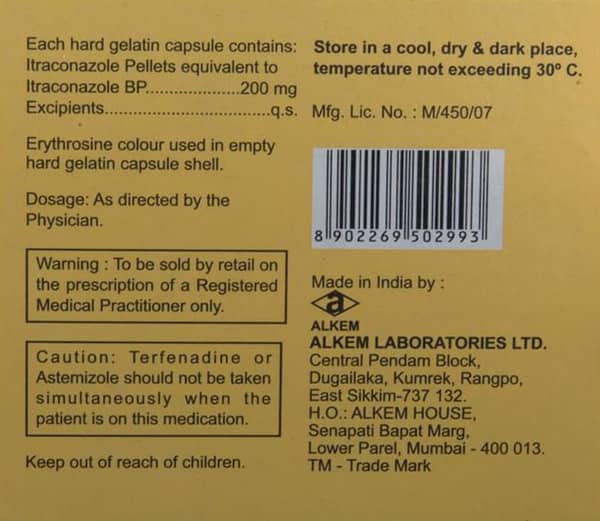 Each hard gelatin capsule contains:
Itraconazole Pellets equivalent to
Itraconazole BP....................200 mg
Excipients...............................q.s.
Erythrosine colour used in empty
hard gelatin capsule shell.
Dosage: As directed by the
Physician.
Warning : To be sold by retail on
the prescription of a Registered
Medical Practitioner only.
Caution: Terfenadine or
Astemizole should not be taken
simultaneously when the
patient is on this medication.
Keep out of reach of children.
Store in a cool, dry & dark place,
temperature not exceeding 30º C.
Mfg. Lic. No. : M/450/07
8 902269 502993
Made in India by :
a
ALKEM
ALKEM LABORATORIES LTD.
Central Pendam Block,
Dugailaka, Kumrek, Rangpo,
East Sikkim-737 132.
H.O.: ALKEM HOUSE,
Senapati Bapat Marg,
Lower Parel, Mumbai - 400 013.
TM - Trade Mark